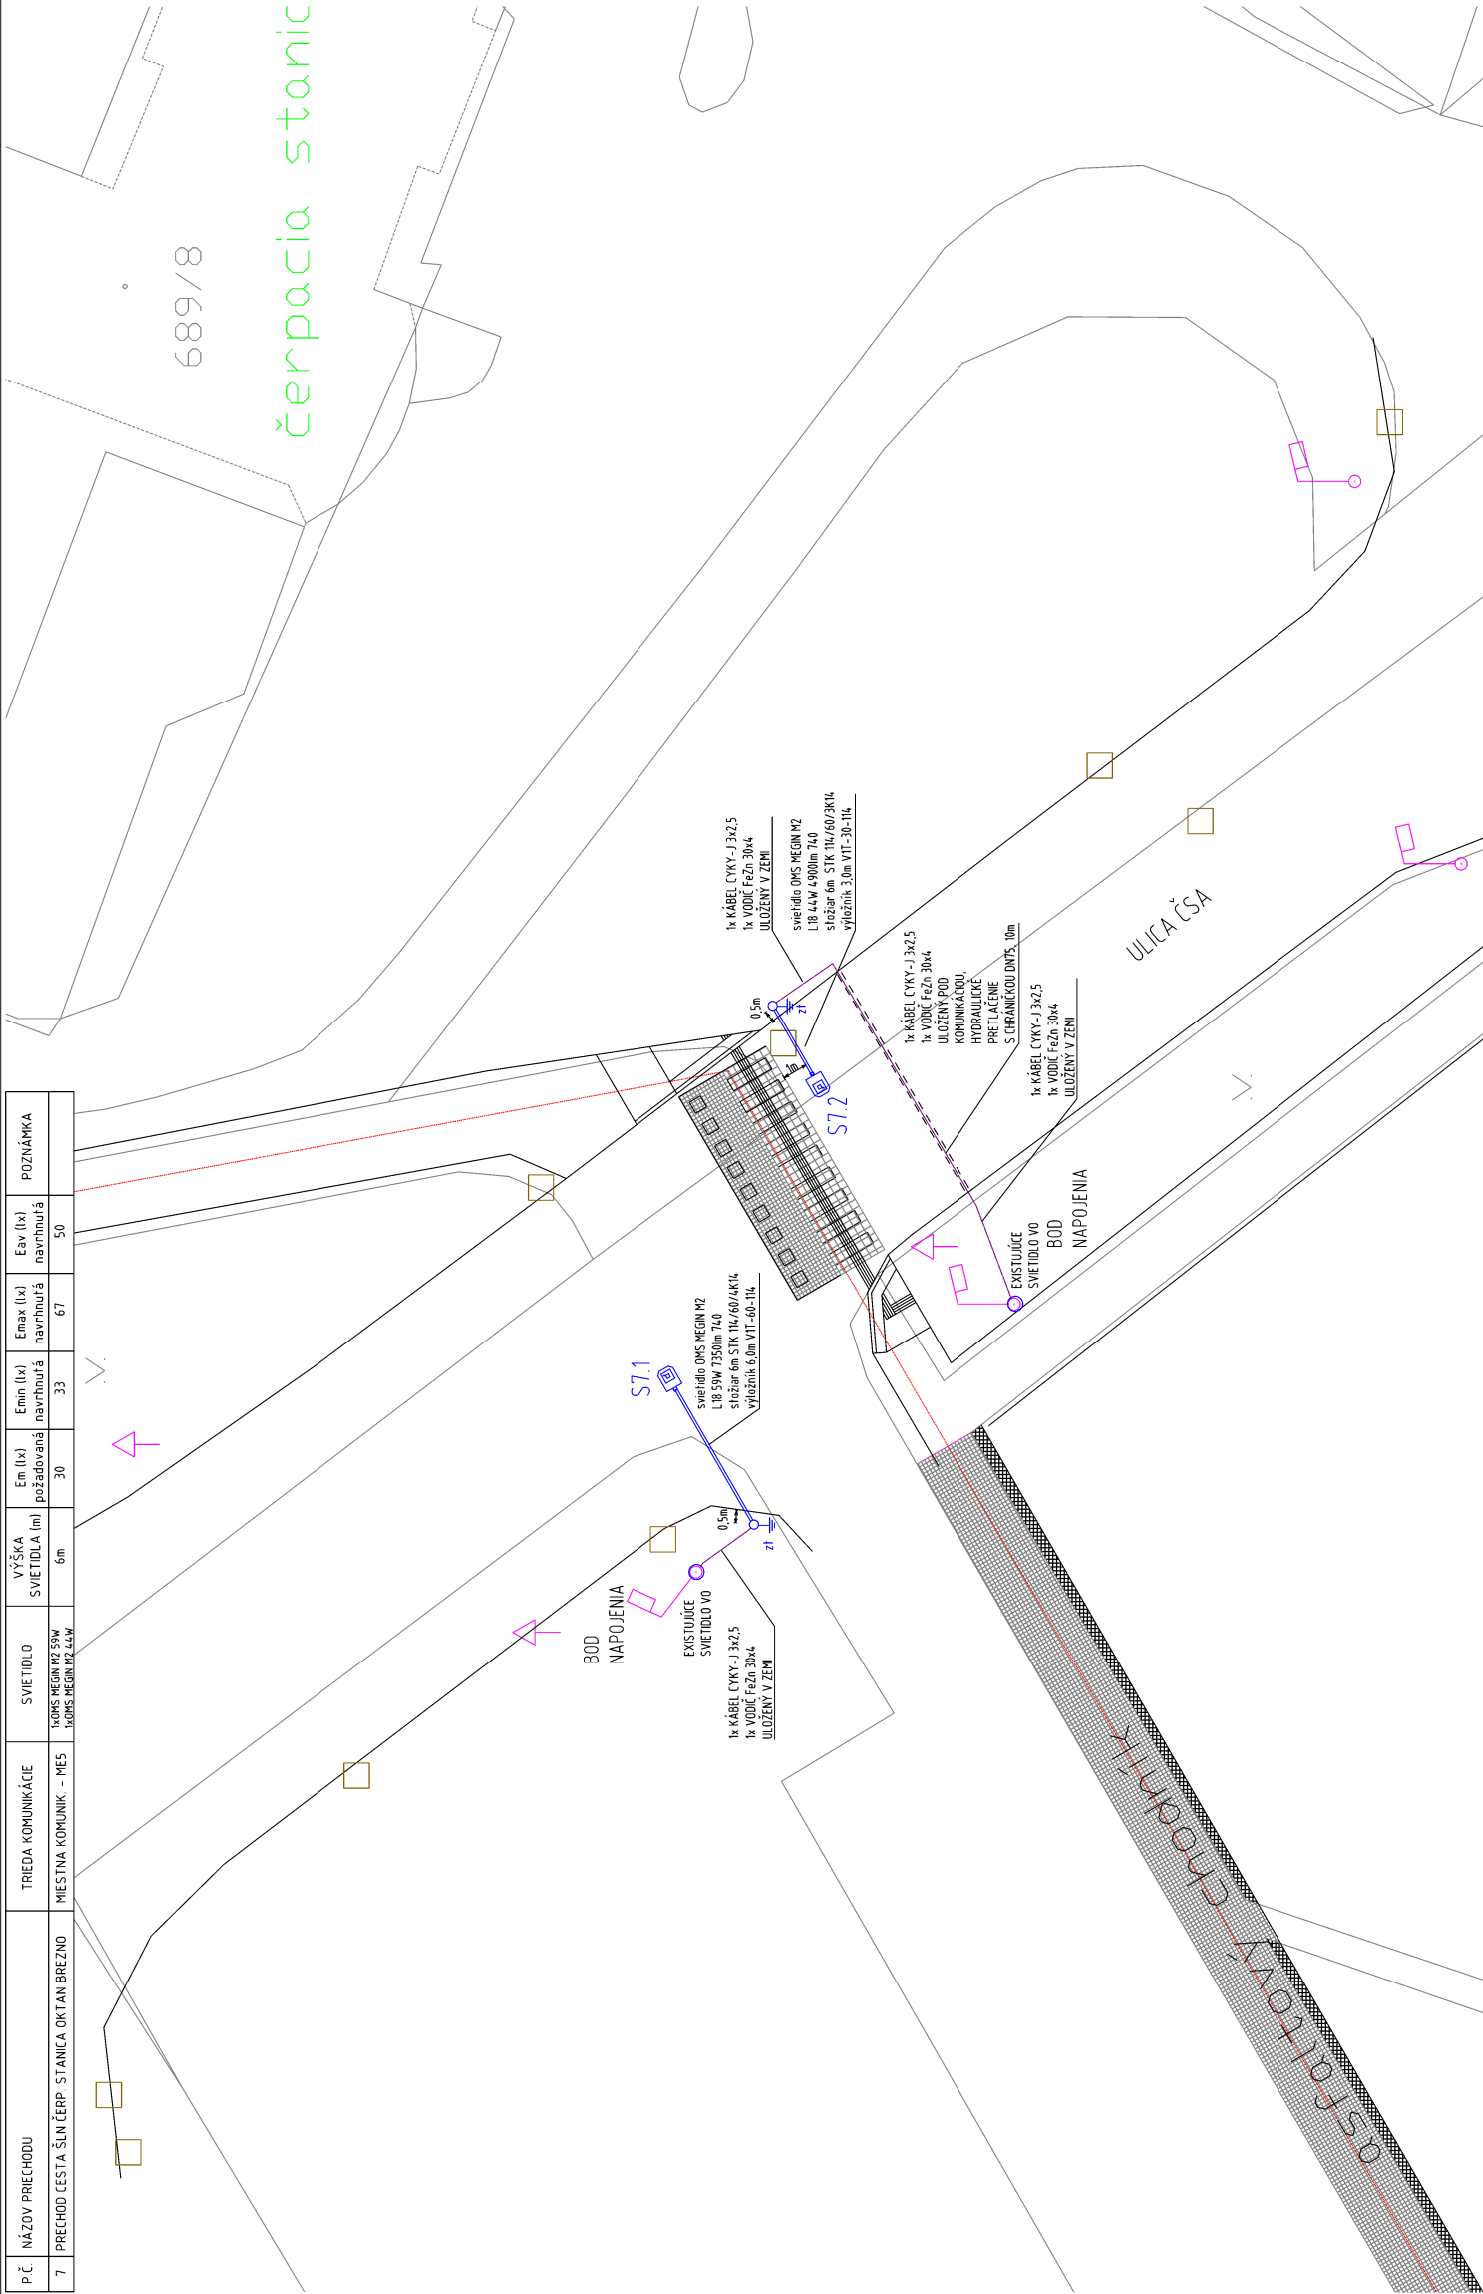 P.Č. NÁZOV PRIECHODU TRIEDA KOMUNIKÁCIE SVIETIDLO VÝŠKA SVIETIDLA (m) Em (lx) požadovaná Emin (lx) navrhnutá Emax (lx) navrhnutá Eav (lx) navrhnutá POZNÁMKA
7 PRECHOD CESTA ŠLN ČERP. STANICA OKTAN BREZNO MIESTNA KOMUNIK. - ME5 1xOMS MEGIN M2 59W 1xOMS MEGIN M2 44W 6m 30 33 67 50
689/8
čerpacia stanic
BOD
NAPOJENIA
EXISTUJÚCE
SVIETIDLO VO
1x KÁBEL CYKY-J 3x2,5
1x VODIČ FeZn 30x4
ULOŽENÝ V ZEMI
0,5m
zt
S7.1
svietidlo OMS MEGIN M2
L18 59W 7350lm 740
stožiar 6m STK 114/60/4K14
výložník 6,0m V1T-60-114
1x KÁBEL CYKY-J 3x2,5
1x VODIČ FeZn 30x4
ULOŽENÝ V ZEMI
svietidlo OMS MEGIN M2
L18 44W 4900lm 740
stožiar 6m STK 114/60/3K14
výložník 3,0m V1T-30-114
0,5m
zt
1m
S7.2
1x KÁBEL CYKY-J 3x2,5
1x VODIČ FeZn 30x4
ULOŽENÝ POD
KOMUNIKÁCIOU,
HYDRAULICKÉ
PRETLAČENIE
S CHRÁNIČKOU DN75, 10m
1x KÁBEL CYKY-J 3x2,5
1x VODIČ FeZn 30x4
ULOŽENÝ V ZEMI
EXISTUJÚCE
SVIETIDLO VO
BOD
NAPOJENIA
ULICA ČSA
asfaltový chodník